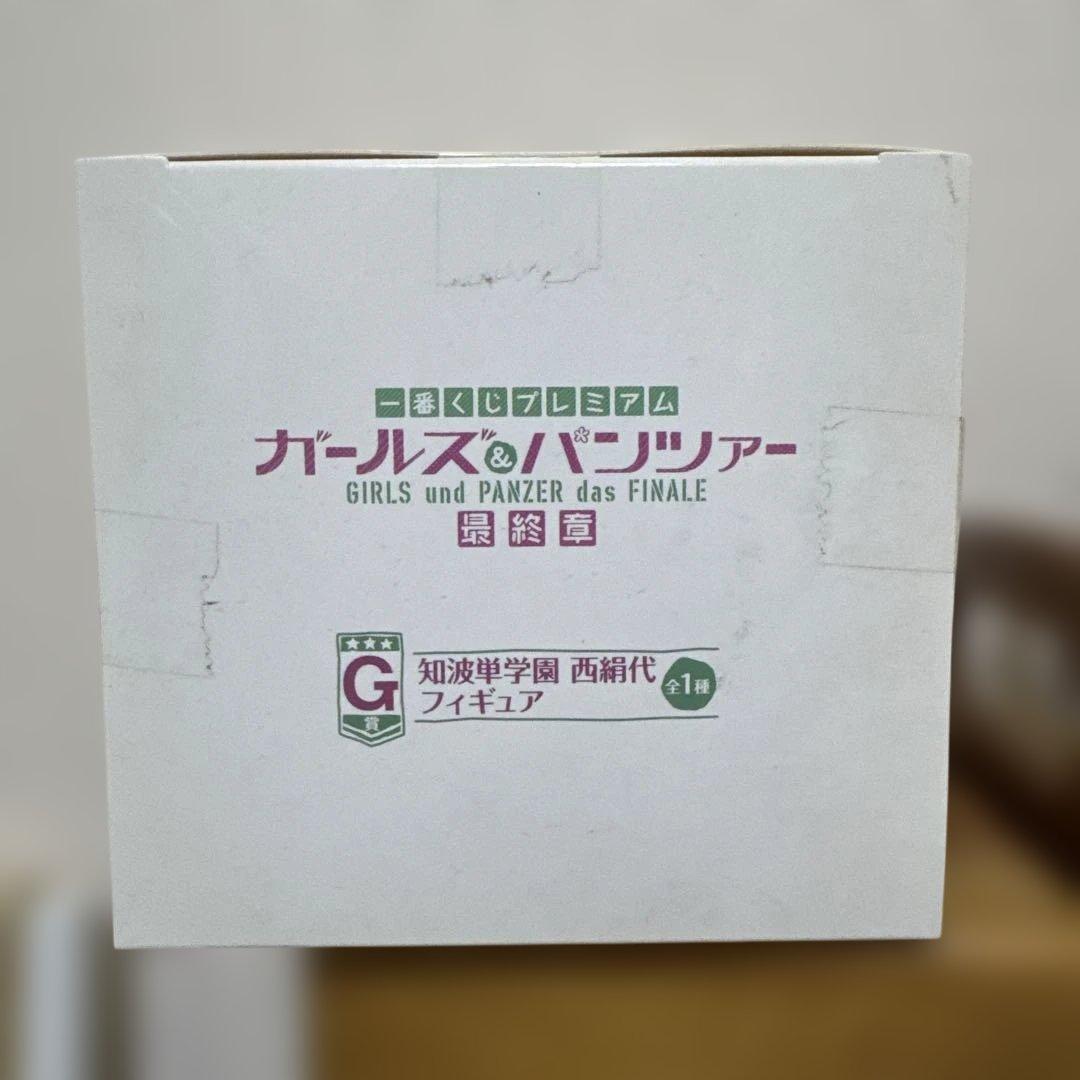 一番くじプレミアム
ガールズ&パンツァー
GIRLS und PANZER das FINALE
最終章
G賞
知波単学園 西絹代
フィギュア
全1種